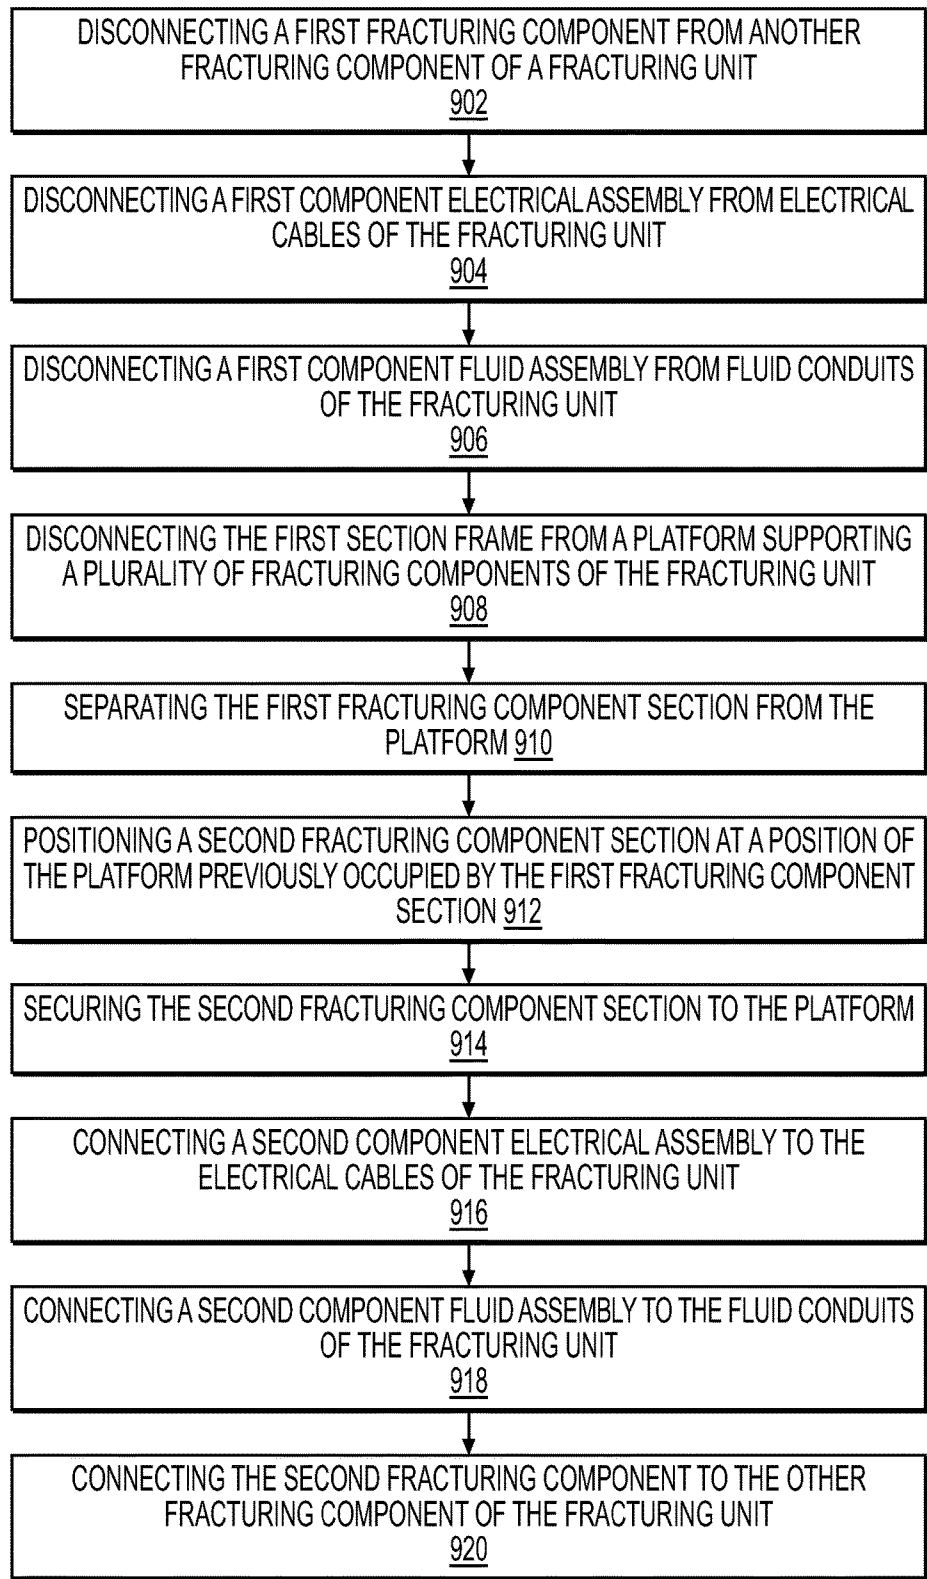 DISCONNECTING A FIRST FRACTURING COMPONENT FROM ANOTHER
FRACTURING COMPONENT OF A FRACTURING UNIT
902
DISCONNECTING A FIRST COMPONENT ELECTRICAL ASSEMBLY FROM ELECTRICAL
CABLES OF THE FRACTURING UNIT
904
DISCONNECTING A FIRST COMPONENT FLUID ASSEMBLY FROM FLUID CONDUITS
OF THE FRACTURING UNIT
906
DISCONNECTING THE FIRST SECTION FRAME FROM A PLATFORM SUPPORTING
A PLURALITY OF FRACTURING COMPONENTS OF THE FRACTURING UNIT
908
SEPARATING THE FIRST FRACTURING COMPONENT SECTION FROM THE
PLATFORM 910
POSITIONING A SECOND FRACTURING COMPONENT SECTION AT A POSITION OF
THE PLATFORM PREVIOUSLY OCCUPIED BY THE FIRST FRACTURING COMPONENT
SECTION 912
SECURING THE SECOND FRACTURING COMPONENT SECTION TO THE PLATFORM
914
CONNECTING A SECOND COMPONENT ELECTRICAL ASSEMBLY TO THE
ELECTRICAL CABLES OF THE FRACTURING UNIT
916
CONNECTING A SECOND COMPONENT FLUID ASSEMBLY TO THE FLUID CONDUITS
OF THE FRACTURING UNIT
918
CONNECTING THE SECOND FRACTURING COMPONENT TO THE OTHER
FRACTURING COMPONENT OF THE FRACTURING UNIT
920